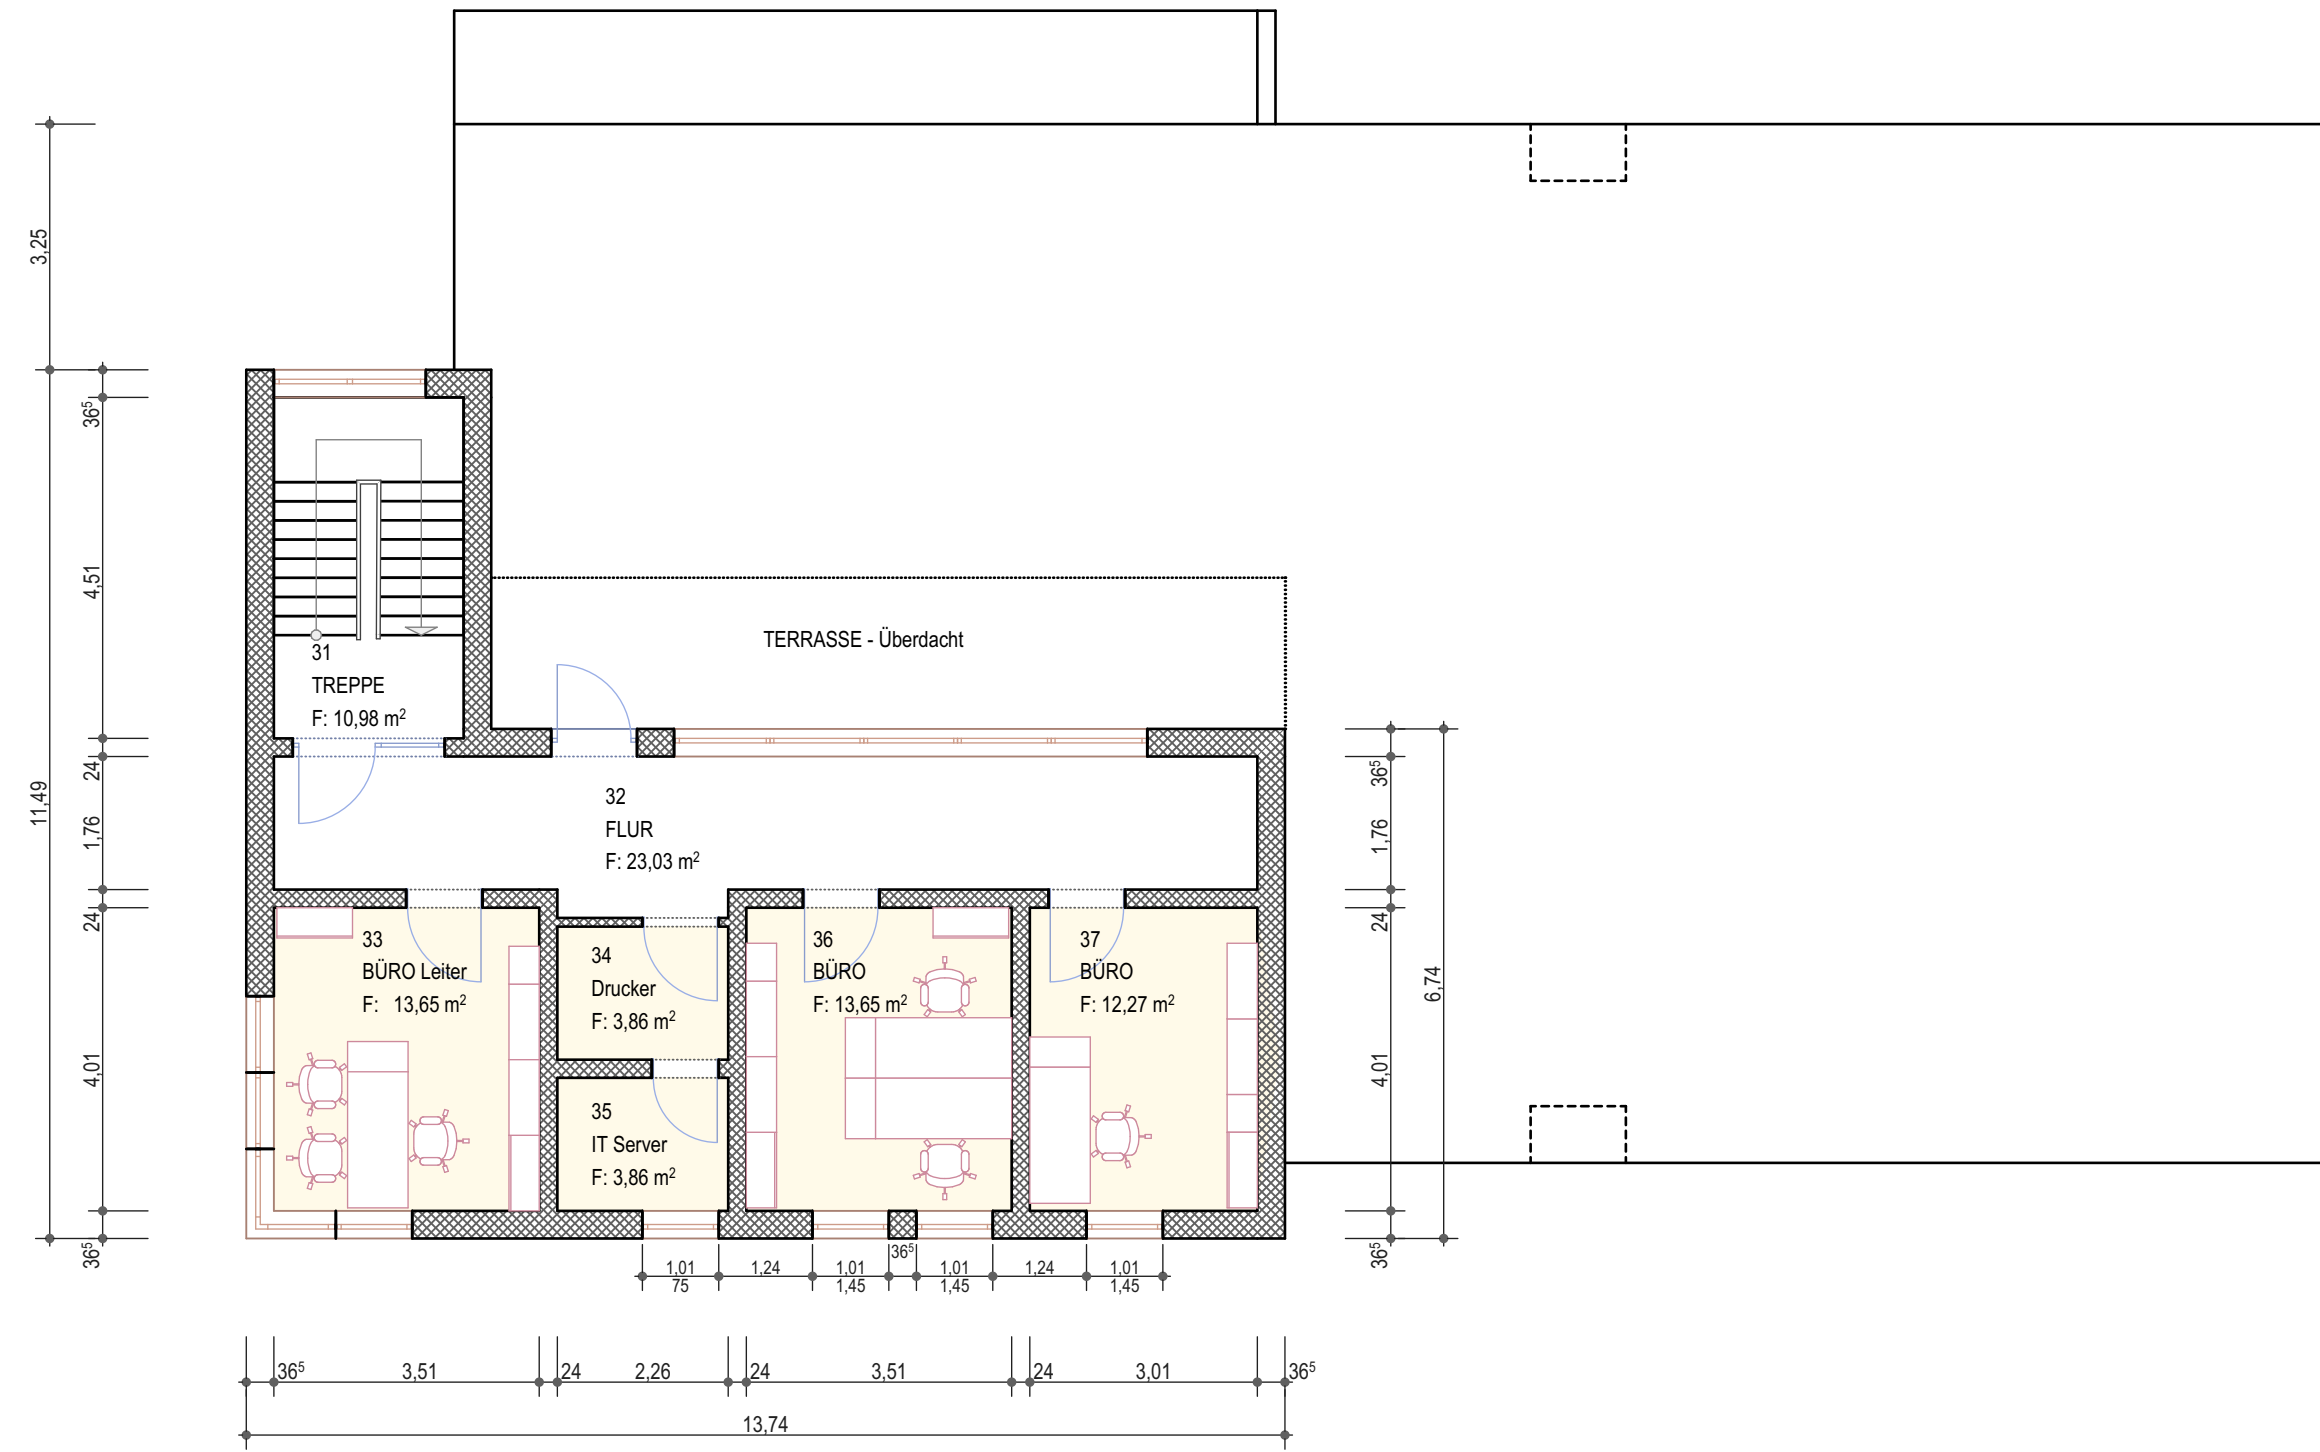 3,25
11,49
36⁵
4,51
24
1,76
24
4,01
36⁵
31
TREPPE
F: 10,98 m²
TERRASSE - Überdacht
32
FLUR
F: 23,03 m²
33
BÜRO Leiter
F: 13,65 m²
34
Drucker
F: 3,86 m²
35
IT Server
F: 3,86 m²
36
BÜRO
F: 13,65 m²
37
BÜRO
F: 12,27 m²
36⁵
1,76
24
4,01
36⁵
6,74
36⁵
1,01 1,24 1,01 1,01 1,24 1,01
75 1,45 1,45 1,45
36⁵ 3,51 24 2,26 24 3,51 24 3,01 36⁵
13,74